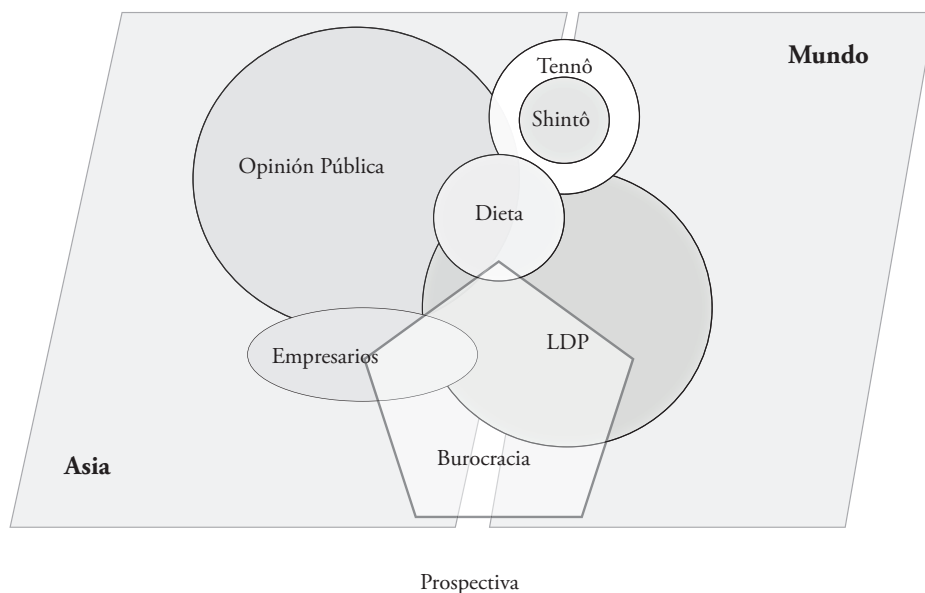 Mundo
Tennô
Shintô
Opinión Pública
Dieta
LDP
Empresarios
Burocracia
Asia
Prospectiva